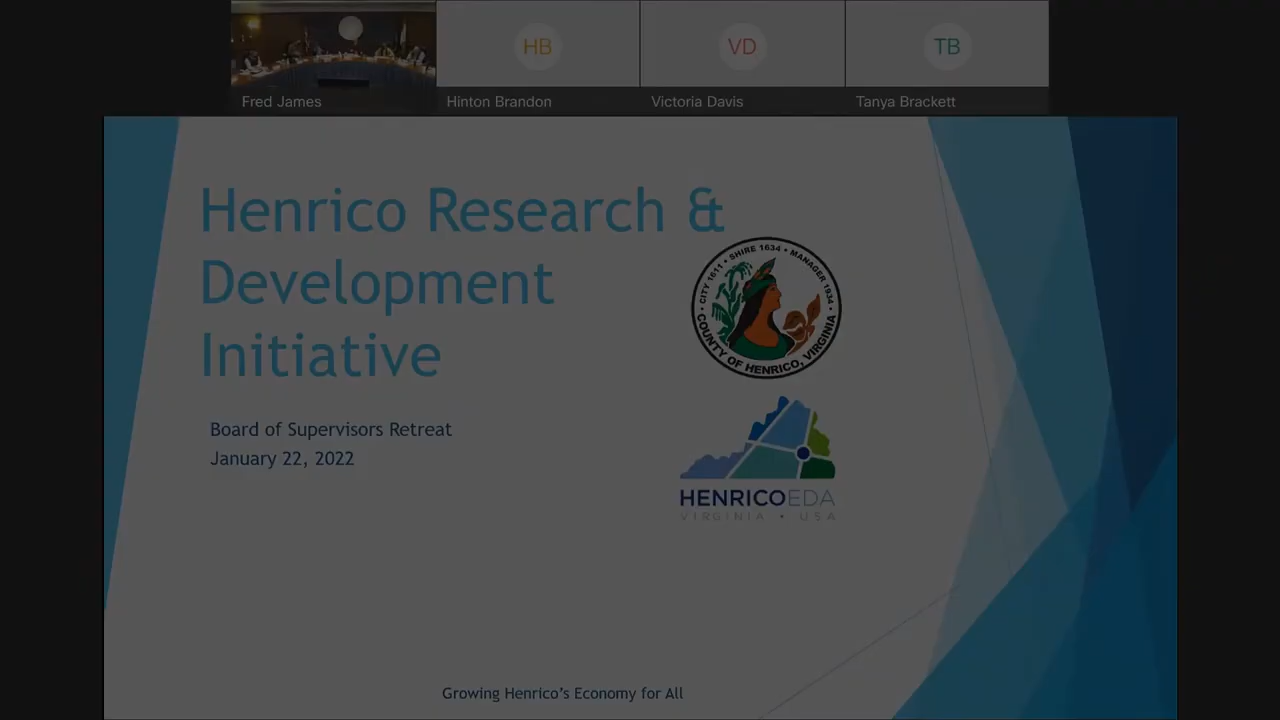 HB
VD
TB
Fred James
Hinton Brandon
Victoria Davis
Tanya Brackett
Henrico Research &
Development
Initiative
• CITY 1611 • SHIRE 1634 • MANAGER 1934 •
COUNTY OF HENRICO, VIRGINIA
Board of Supervisors Retreat
January 22, 2022
HENRICOEDA
VIRGINIA • USA
Growing Henrico's Economy for All